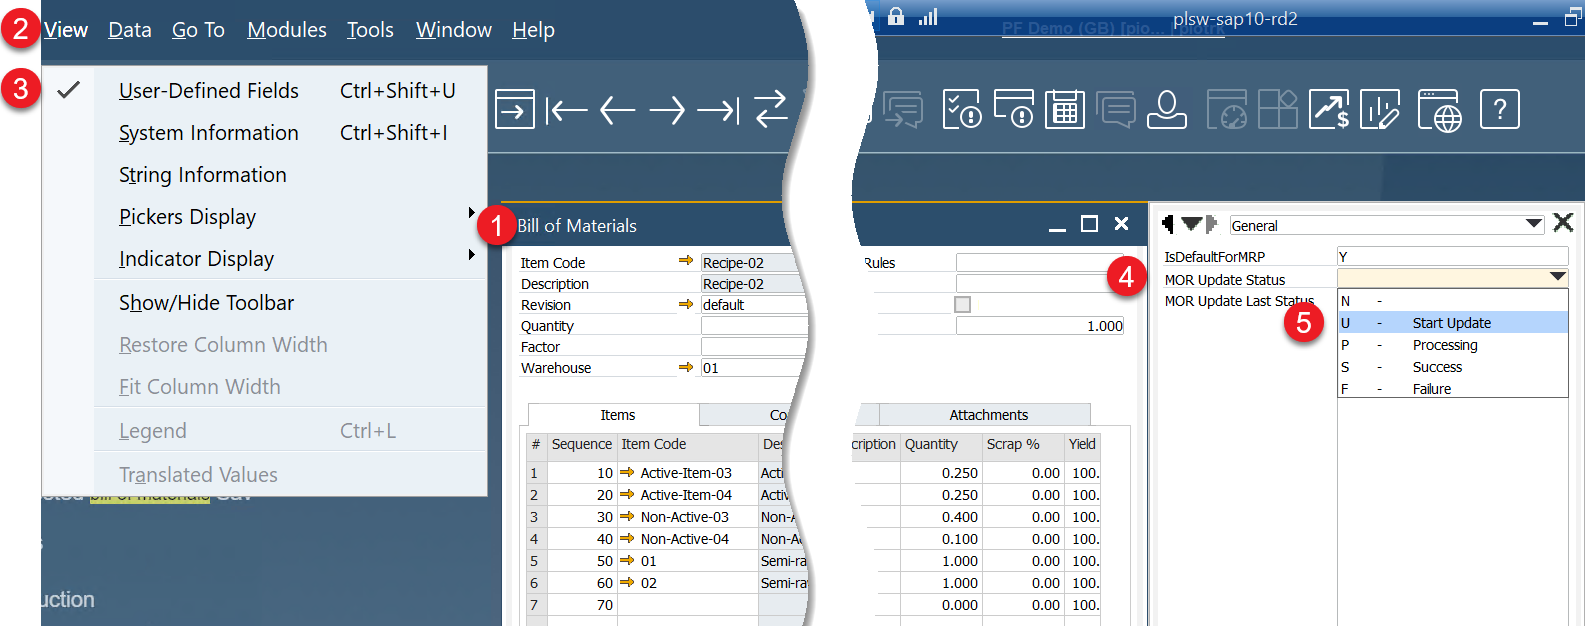 plsw-sap10-rd2
2 View Data Go To Modules Tools Window Help
PF Demo (GB) [pio... [piotrk
3 User-Defined Fields Ctrl+Shift+U
System Information Ctrl+Shift+I
String Information
Pickers Display
Indicator Display
Show/Hide Toolbar
Restore Column Width
Fit Column Width
Legend Ctrl+L
Translated Values
bill of materials
uction
?
1 Bill of Materials
Item Code Recipe-02 Rules
Description Recipe-02
Revision default
Quantity 1.000
Factor
Warehouse 01
Items Co Attachments
# Sequence Item Code Des cription Quantity Scrap % Yield
1 10 Active-Item-03 Acti 0.250 0.00 100.
2 20 Active-Item-04 Activ 0.250 0.00 100.
3 30 Non-Active-03 Non-A 0.400 0.00 100.
4 40 Non-Active-04 Non-Ac 0.100 0.00 100.
5 50 01 Semi-ra 1.000 0.00 100.
6 60 02 Semi-ra 1.000 0.00 100.
7 70 0.000 0.00 100.
General
IsDefaultForMRP Y
4 MOR Update Status
MOR Update Last Status
5
N -
U - Start Update
P - Processing
S - Success
F - Failure